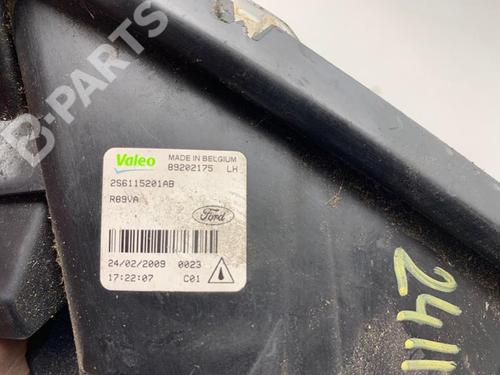 B-PARTS
Valeo
MADE IN BELGIUM
89202175 LH
2S6115201AB
R89VA
Ford
24/02/2009 0023
17:22:07 C01
2411